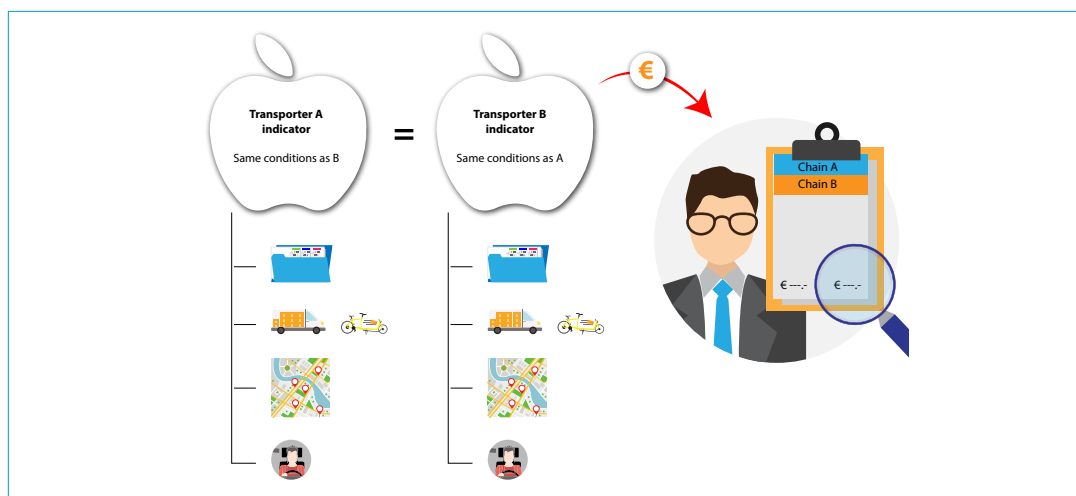 Transporter A
indicator
Same conditions as B
=
Transporter B
indicator
Same conditions as A
€
Chain A
Chain B
€ ---.- € ---.-